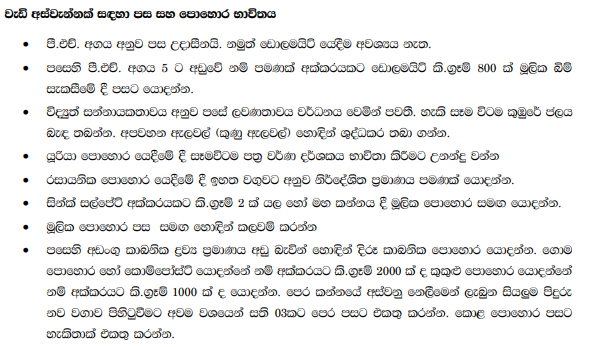 වැඩි අස්වැන්නක් සඳහා පස සහ පොහොර භාවිතය
• පී.එච්. අගය අනුව පස උදාසීනයි. නමුත් ඩොලමයිට් යෙදීම අවශ්‍යය නැත.
• පසෙහි පී.එච්. අගය 5 ට අඩුවේ නම් පමණක් අක්කරයකට ඩොලමයිට් කි.ග්‍රෑම් 800 ක් මූලික බිම්
සැකසීමේ දී පසට යොදන්න.
• විද්‍යුත් සන්නායකතාවය අනුව පසේ ලවණතාවය වර්ධනය වෙමින් පවතී. හැකි සෑම විටම කුඹුරේ ජලය
බැඳ තබන්න. අපවහන ඇලවල් (කුණු ඇලවල්) හොඳින් ශුද්ධකර තබා ගන්න.
• යූරියා පොහොර යෙදීමේ දී සෑමවිටම පත්‍ර වර්ණ දර්ශකය භාවිතා කිරීමට උනන්දු වන්න
• රසායනික පොහොර යෙදීමේ දී ඉහත වගුවට අනුව නිර්දේශිත ප්‍රමාණය පමණක් යොදන්න.
• සින්ක් සල්පේට් අක්කරයකට කි.ග්‍රෑම් 2 ක් යල හෝ මහ කන්නය දී මූලික පොහොර සමඟ යොදන්න.
• මූලික පොහොර පස සමඟ හොඳින් කලවම් කරන්න
• පසෙහි අඩංගු කාබනික ද්‍රව්‍ය ප්‍රමාණය අඩු බැවින් හොඳින් දිරූ කාබනික පොහොර යොදන්න. ගොම
පොහොර හෝ කොම්පෝස්ට් යොදන්නේ නම් අක්කරයට කි.ග්‍රෑම් 2000 ක් ද කුකුළු පොහොර යොදන්නේ
නම් අක්කරයට කි.ග්‍රෑම් 1000 ක් ද යොදන්න. පෙර කන්නයේ අස්වනු නෙලීමෙන් ලැබුන සියලුම පිදුරු
නව වගාව පිහිටුවීමට අවම වශයෙන් සති 03කට පෙර පසට එකතු කරන්න. කොළ පොහොර පසට
හැකිතාක් එකතු කරන්න.